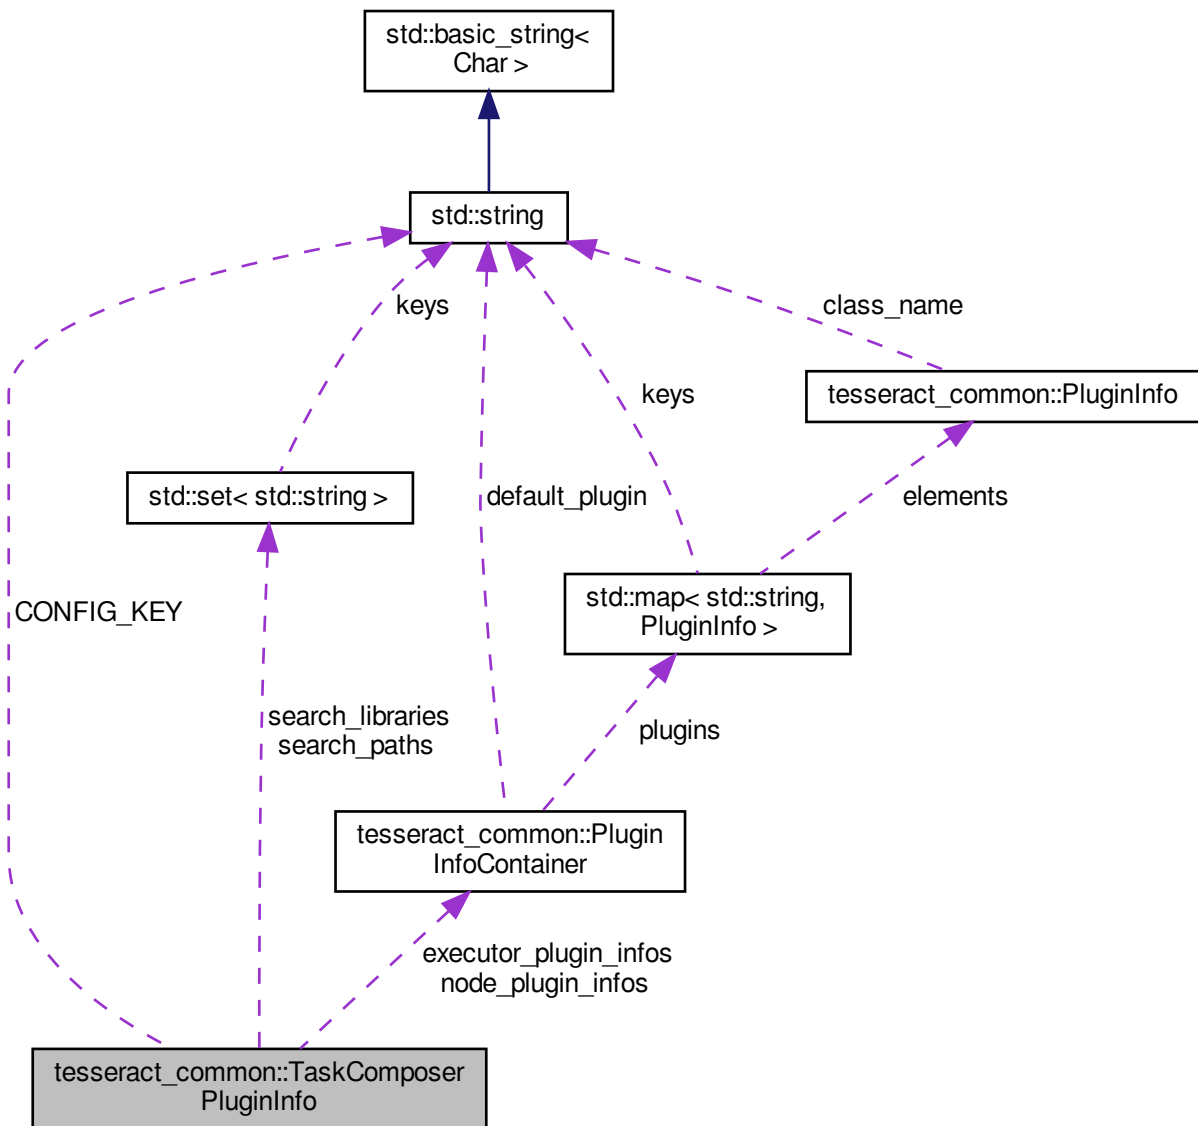 std::basic_string<
Char >
std::string
keys
class_name
keys
tesseract_common::PluginInfo
std::set< std::string >
default_plugin
elements
CONFIG_KEY
std::map< std::string,
PluginInfo >
search_libraries
search_paths
plugins
tesseract_common::Plugin
InfoContainer
executor_plugin_infos
node_plugin_infos
tesseract_common::TaskComposer
PluginInfo